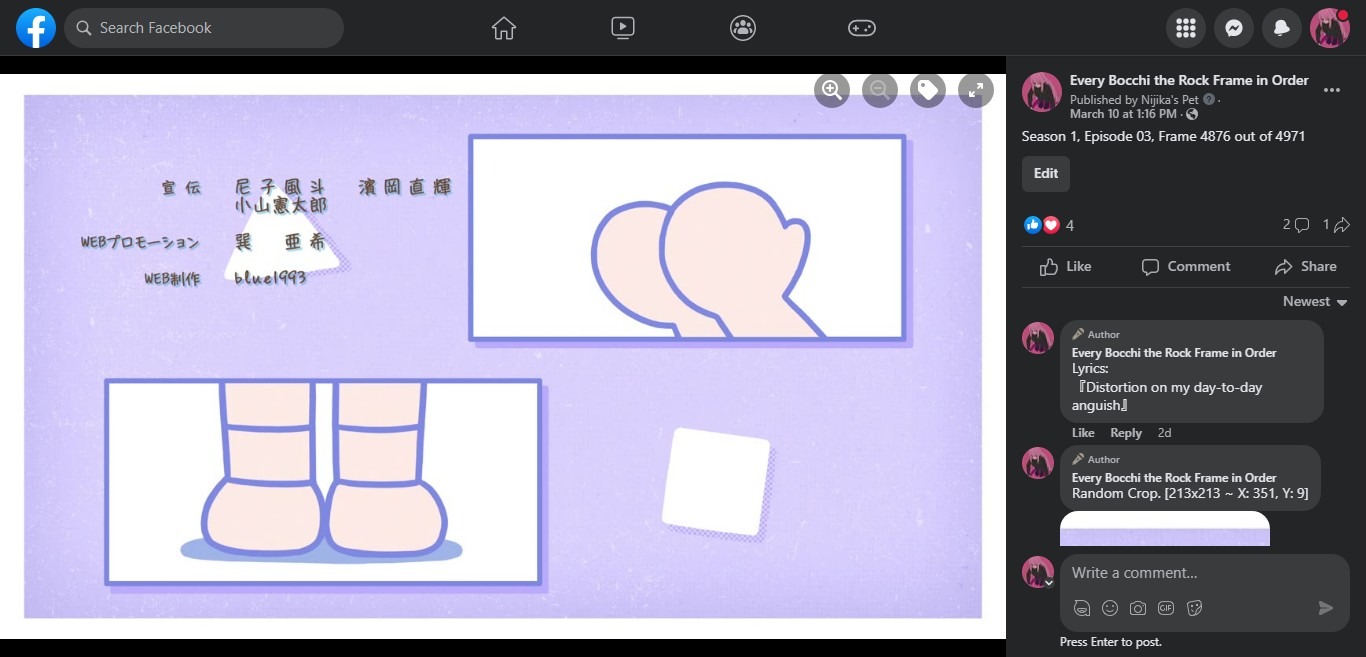 Search Facebook
宣伝 尼子風斗 濱岡直輝
小山憲太郎
WEBプロモーション 巽 亜希
WEB制作 blue1993
Every Bocchi the Rock Frame in Order
Published by Nijika's Pet ·
March 10 at 1:16 PM ·
Season 1, Episode 03, Frame 4876 out of 4971
Edit
4
2
1
Like
Comment
Share
Newest
Author
Every Bocchi the Rock Frame in Order
Lyrics:
『Distortion on my day-to-day
anguish』
Like Reply 2d
Author
Every Bocchi the Rock Frame in Order
Random Crop. [213x213 ~ X: 351, Y: 9]
Write a comment...
GIF
Press Enter to post.